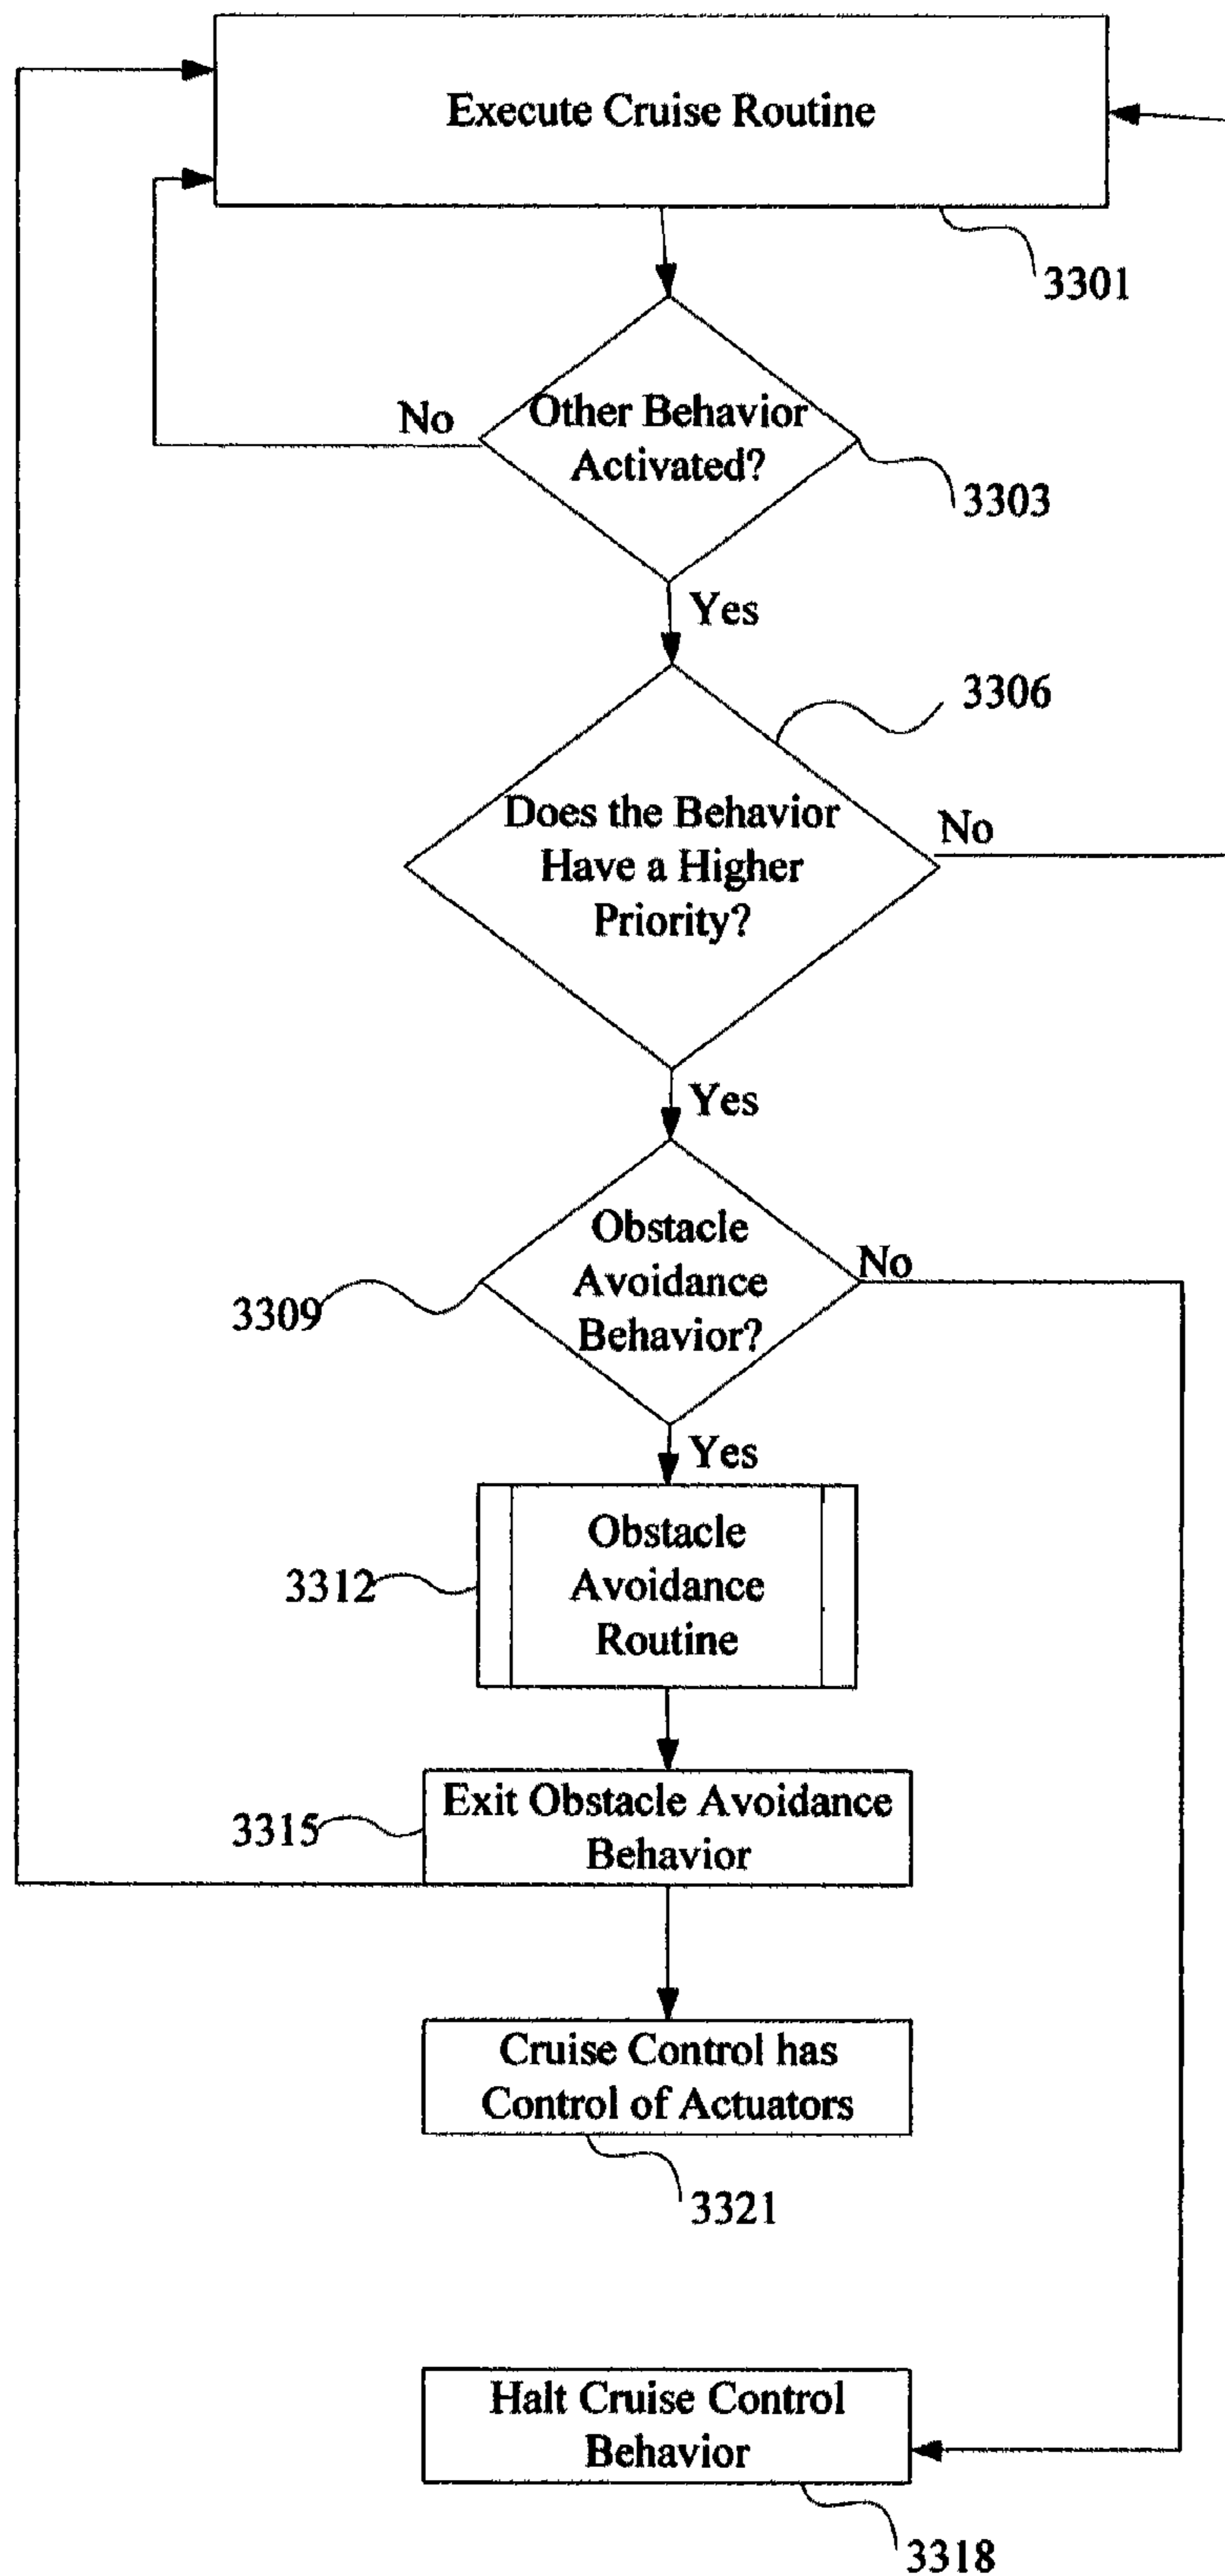 Execute Cruise Routine
3301
No
Other Behavior
Activated?
3303
Yes
3306
Does the Behavior
Have a Higher
Priority?
No
Yes
Obstacle
Avoidance
Behavior?
No
3309
Yes
Obstacle
Avoidance
Routine
3312
Exit Obstacle Avoidance
Behavior
3315
Cruise Control has
Control of Actuators
3321
Halt Cruise Control
Behavior
3318